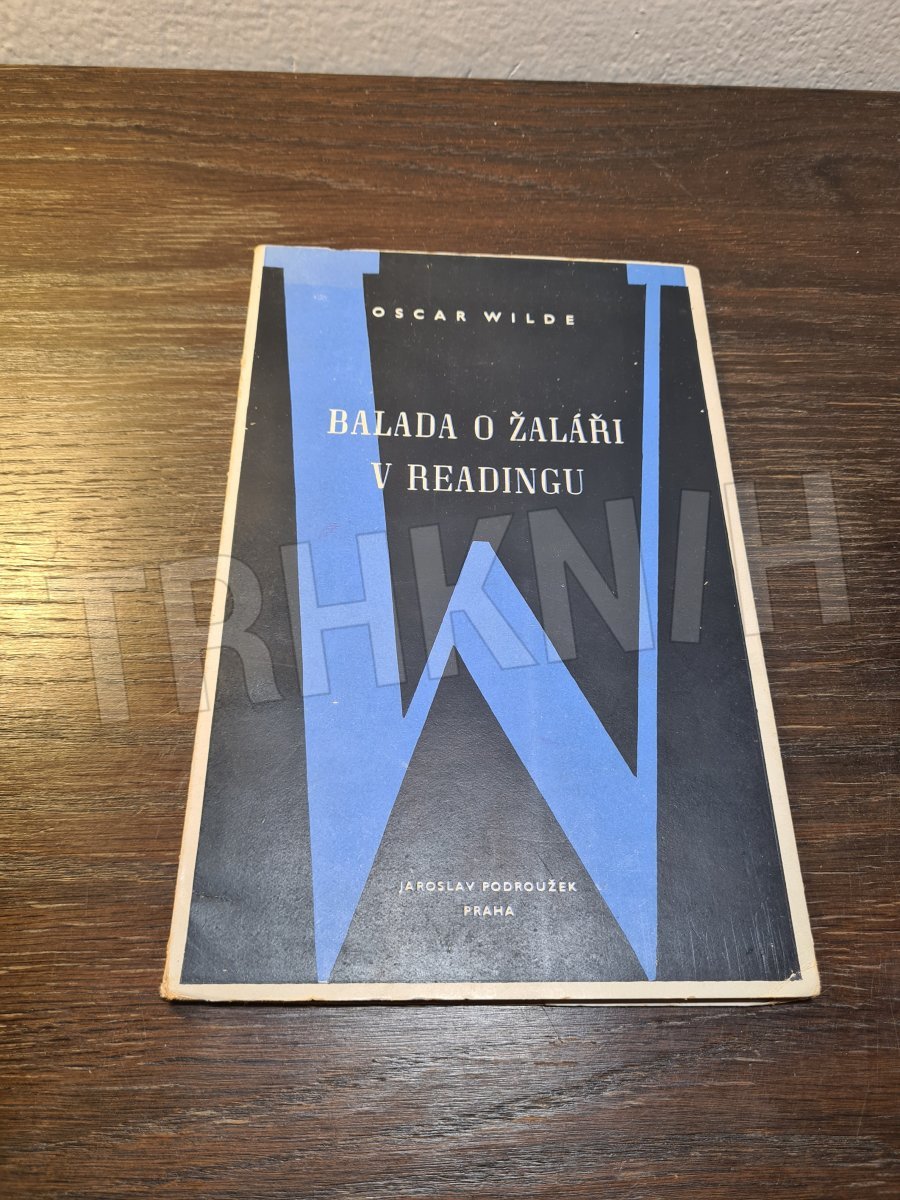 OSCAR WILDE
BALADA O ŽALÁŘI
V READINGU
TRHKNIH
JAROSLAV PODROUŽEK
PRAHA